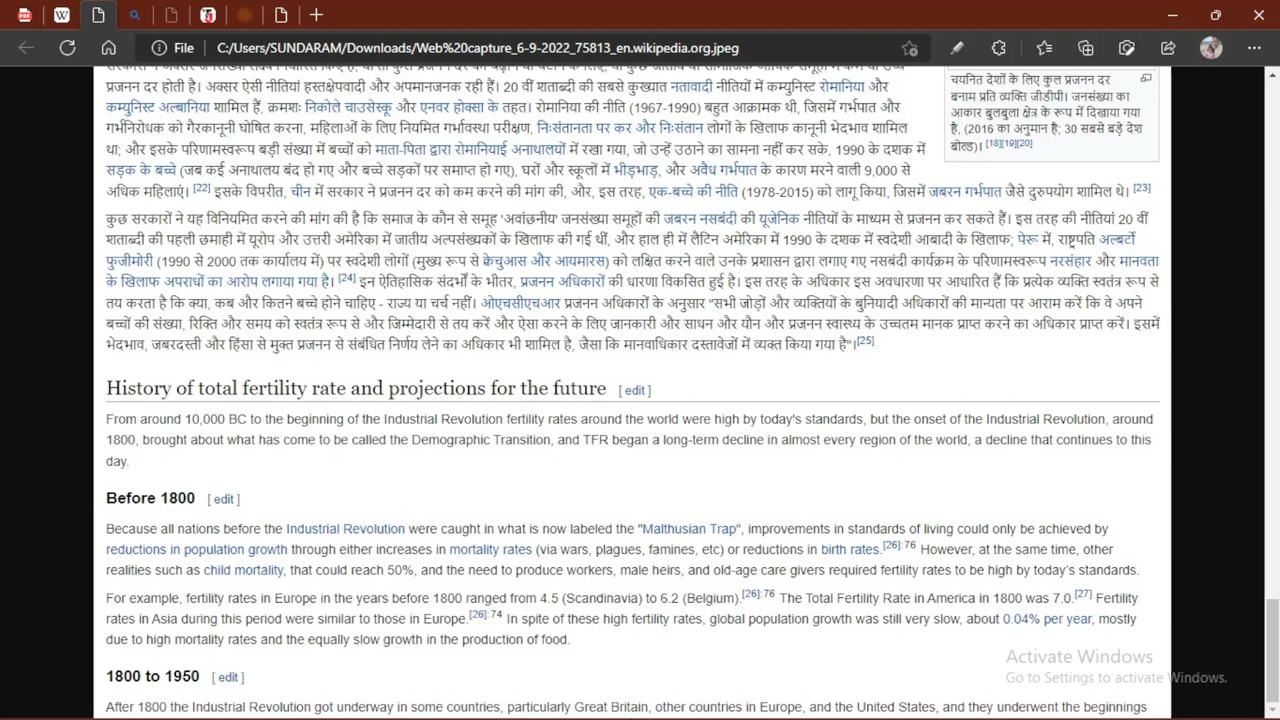 File
C:/Users/SUNDARAM/Downloads/Web%20capture_6-9-2022_75813_en.wikipedia.org.jpeg
प्रजनन दर होती है। अक्सर ऐसी नीतियां हस्तक्षेपवादी और अपमानजनक रही हैं। 20 वीं शताब्दी की सबसे कुख्यात नतावादी नीतियों में कम्युनिस्ट रोमानिया और
कम्युनिस्ट अल्बानिया शामिल हैं, क्रमशः निकोले चाउसेस्कू और एनवर होक्सा के तहत। रोमानिया की नीति (1967-1990) बहुत आक्रामक थी, जिसमें गर्भपात और
गर्भनिरोधक को गैरकानूनी घोषित करना, महिलाओं के लिए नियमित गर्भावस्था परीक्षण, निःसंतानता पर कर और निःसंतान लोगों के खिलाफ कानूनी भेदभाव शामिल
था; और इसके परिणामस्वरूप बड़ी संख्या में बच्चों को माता-पिता द्वारा रोमानियाई अनाथालयों में रखा गया, जो उन्हें उठाने का सामना नहीं कर सके, 1990 के दशक में
सड़क के बच्चे (जब कई अनाथालय बंद हो गए और बच्चे सड़कों पर समाप्त हो गए), घरों और स्कूलों में भीड़भाड़, और अवैध गर्भपात के कारण मरने वाली 9,000 से
अधिक महिलाएं। [22] इसके विपरीत, चीन में सरकार ने प्रजनन दर को कम करने की मांग की, और, इस तरह, एक-बच्चे की नीति (1978-2015) को लागू किया, जिसमें जबरन गर्भपात जैसे दुरुपयोग शामिल थे। [23]
चयनित देशों के लिए कुल प्रजनन दर
बनाम प्रति व्यक्ति जीडीपी। जनसंख्या का
आकार बुलबुला क्षेत्र के रूप में दिखाया गया
है, (2016 का अनुमान है; 30 सबसे बड़े देश
बोल्ड)। [18][19][20]
कुछ सरकारों ने यह विनियमित करने की मांग की है कि समाज के कौन से समूह 'अवांछनीय' जनसंख्या समूहों की जबरन नसबंदी की यूजेनिक नीतियों के माध्यम से प्रजनन कर सकते हैं। इस तरह की नीतियां 20 वीं
शताब्दी की पहली छमाही में यूरोप और उत्तरी अमेरिका में जातीय अल्पसंख्यकों के खिलाफ की गई थीं, और हाल ही में लैटिन अमेरिका में 1990 के दशक में स्वदेशी आबादी के खिलाफ; पेरू में, राष्ट्रपति अल्बर्टो
फुजीमोरी (1990 से 2000 तक कार्यालय में) पर स्वदेशी लोगों (मुख्य रूप से क्रेचुआस और आयमारस) को लक्षित करने वाले उनके प्रशासन द्वारा लाए गए नसबंदी कार्यक्रम के परिणामस्वरूप नरसंहार और मानवता
के खिलाफ अपराधों का आरोप लगाया गया है। [24] इन ऐतिहासिक संदर्भों के भीतर, प्रजनन अधिकारों की धारणा विकसित हुई है। इस तरह के अधिकार इस अवधारणा पर आधारित हैं कि प्रत्येक व्यक्ति स्वतंत्र रूप से
तय करता है कि क्या, कब और कितने बच्चे होने चाहिए - राज्य या चर्च नहीं। ओएचसीएचआर प्रजनन अधिकारों के अनुसार "सभी जोड़ों और व्यक्तियों के बुनियादी अधिकारों की मान्यता पर आराम करें कि वे अपने
बच्चों की संख्या, रिक्ति और समय को स्वतंत्र रूप से और जिम्मेदारी से तय करें और ऐसा करने के लिए जानकारी और साधन और यौन और प्रजनन स्वास्थ्य के उच्चतम मानक प्राप्त करने का अधिकार प्राप्त करें। इसमें
भेदभाव, जबरदस्ती और हिंसा से मुक्त प्रजनन से संबंधित निर्णय लेने का अधिकार भी शामिल है, जैसा कि मानवाधिकार दस्तावेजों में व्यक्त किया गया है"।[25]
History of total fertility rate and projections for the future [ edit ]
From around 10,000 BC to the beginning of the Industrial Revolution fertility rates around the world were high by today's standards, but the onset of the Industrial Revolution, around
1800, brought about what has come to be called the Demographic Transition, and TFR began a long-term decline in almost every region of the world, a decline that continues to this
day.
Before 1800 [ edit ]
Because all nations before the Industrial Revolution were caught in what is now labeled the "Malthusian Trap", improvements in standards of living could only be achieved by
reductions in population growth through either increases in mortality rates (via wars, plagues, famines, etc) or reductions in birth rates.[26]:76 However, at the same time, other
realities such as child mortality, that could reach 50%, and the need to produce workers, male heirs, and old-age care givers required fertility rates to be high by today's standards.
For example, fertility rates in Europe in the years before 1800 ranged from 4.5 (Scandinavia) to 6.2 (Belgium).[26]:76 The Total Fertility Rate in America in 1800 was 7.0.[27] Fertility
rates in Asia during this period were similar to those in Europe.[26]:74 In spite of these high fertility rates, global population growth was still very slow, about 0.04% per year, mostly
due to high mortality rates and the equally slow growth in the production of food.
1800 to 1950 [ edit ]
After 1800 the Industrial Revolution got underway in some countries, particularly Great Britain, other countries in Europe, and the United States, and they underwent the beginnings
Activate Windows
Go to Settings to activate Windows.